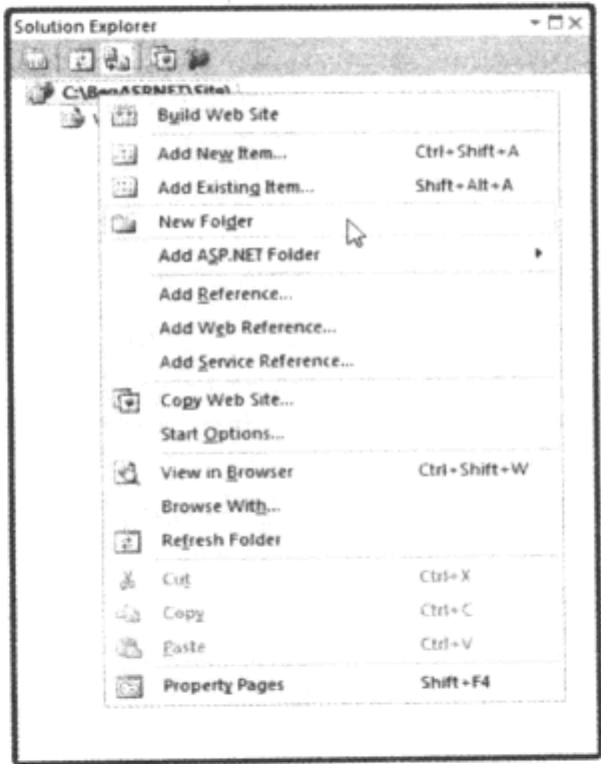 Solution Explorer
C:\BegASPNET\Site\
Build Web Site
Add New Item... Ctrl+Shift+A
Add Existing Item... Shift+Alt+A
New Folder
Add ASP.NET Folder
Add Reference...
Add Web Reference...
Add Service Reference...
Copy Web Site...
Start Options...
View in Browser Ctrl+Shift+W
Browse With...
Refresh Folder
Cut Ctrl+X
Copy Ctrl+C
Paste Ctrl+V
Property Pages Shift+F4